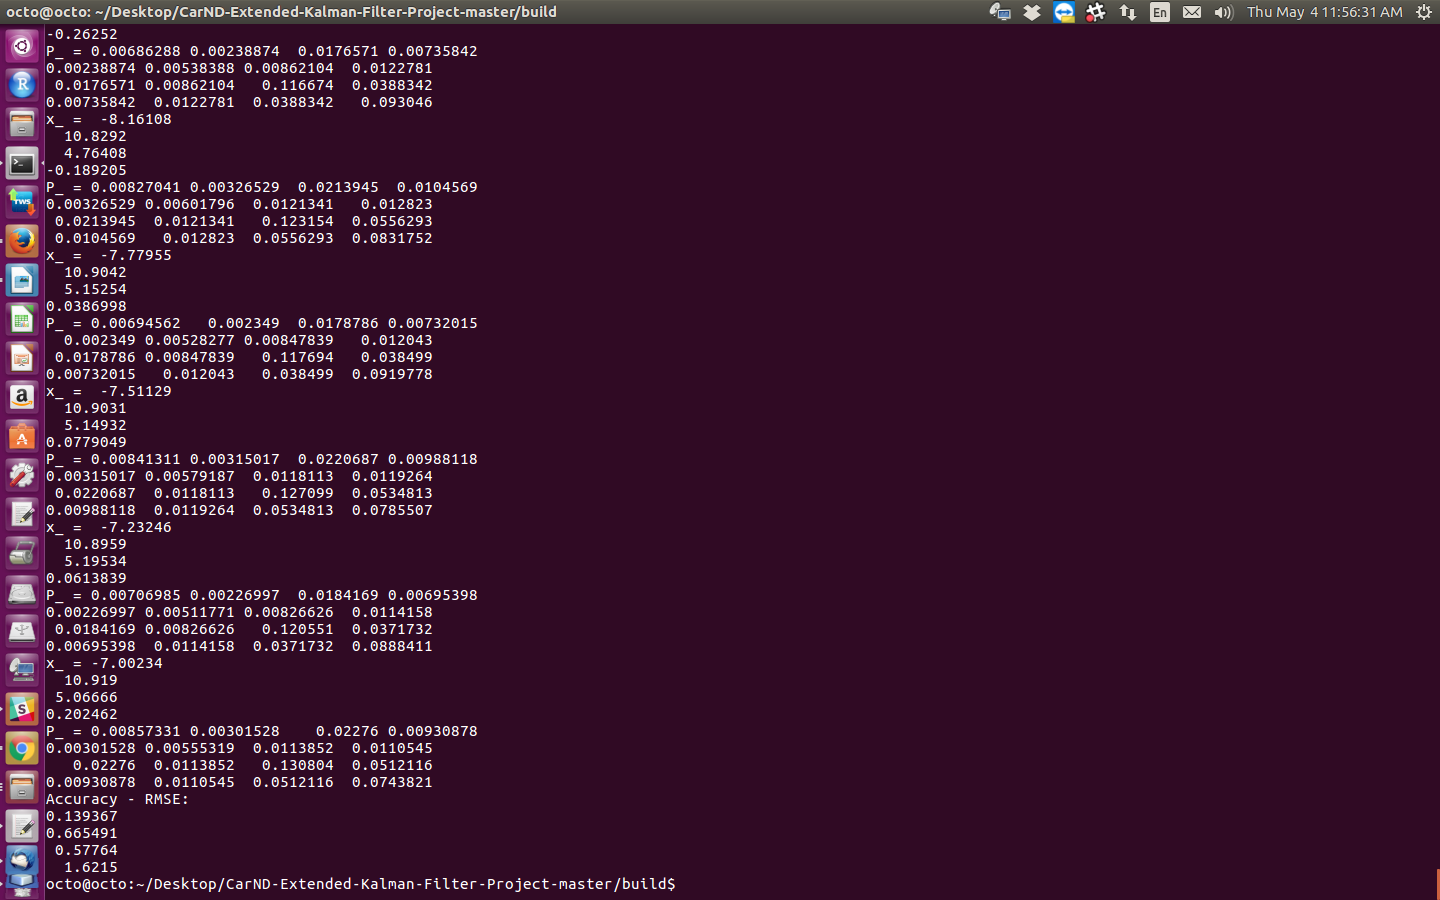 octo@octo: ~/Desktop/CarND-Extended-Kalman-Filter-Project-master/build
En
Thu May 4 11:56:31 AM
-0.26252
P_ = 0.00686288 0.00238874  0.0176571 0.00735842
0.00238874 0.00538388 0.00862104  0.0122781
 0.0176571 0.00862104   0.116674  0.0388342
0.00735842  0.0122781  0.0388342   0.093046
x_ =  -8.16108
  10.8292
  4.76408
-0.189205
P_ = 0.00827041 0.00326529  0.0213945  0.0104569
0.00326529 0.00601796  0.0121341   0.012823
 0.0213945  0.0121341   0.123154  0.0556293
 0.0104569   0.012823  0.0556293  0.0831752
x_ =  -7.77955
  10.9042
  5.15254
0.0386998
P_ = 0.00694562   0.002349  0.0178786 0.00732015
  0.002349 0.00528277 0.00847839   0.012043
 0.0178786 0.00847839   0.117694   0.038499
0.00732015   0.012043   0.038499  0.0919778
x_ =  -7.51129
  10.9031
  5.14932
0.0779049
P_ = 0.00841311 0.00315017  0.0220687 0.00988118
0.00315017 0.00579187  0.0118113  0.0119264
 0.0220687  0.0118113   0.127099  0.0534813
0.00988118  0.0119264  0.0534813  0.0785507
x_ =  -7.23246
  10.8959
  5.19534
0.0613839
P_ = 0.00706985 0.00226997  0.0184169 0.00695398
0.00226997 0.00511771 0.00826626  0.0114158
 0.0184169 0.00826626   0.120551  0.0371732
0.00695398  0.0114158  0.0371732  0.0888411
x_ = -7.00234
  10.919
 5.06666
0.202462
P_ = 0.00857331 0.00301528    0.02276 0.00930878
0.00301528 0.00555319  0.0113852  0.0110545
   0.02276  0.0113852   0.130804  0.0512116
0.00930878  0.0110545  0.0512116  0.0743821
Accuracy - RMSE:
0.139367
0.665491
 0.57764
  1.6215
octo@octo:~/Desktop/CarND-Extended-Kalman-Filter-Project-master/build$
R
TWS
a
A
S